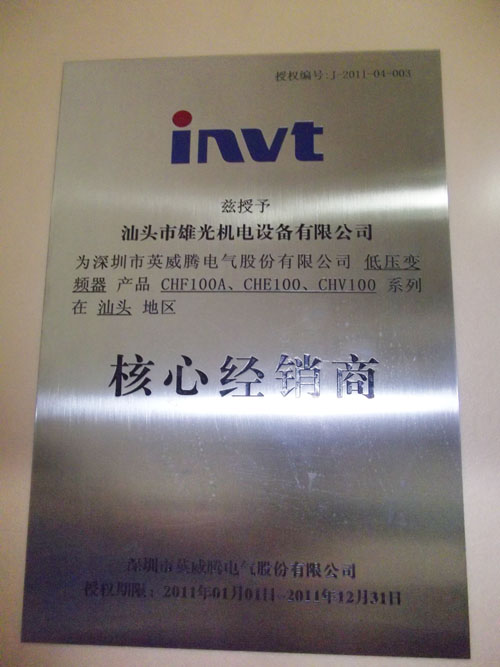 授权编号:J-2011-04-003
invt
兹授予
汕头市雄光机电设备有限公司
为深圳市英威腾电气股份有限公司 低压变
频器 产品 CHF100A、CHE100、CHV100 系列
在 汕头 地区
核心经销商
深圳市英威腾电气股份有限公司
授权期限：2011年01月01日-2011年12月31日